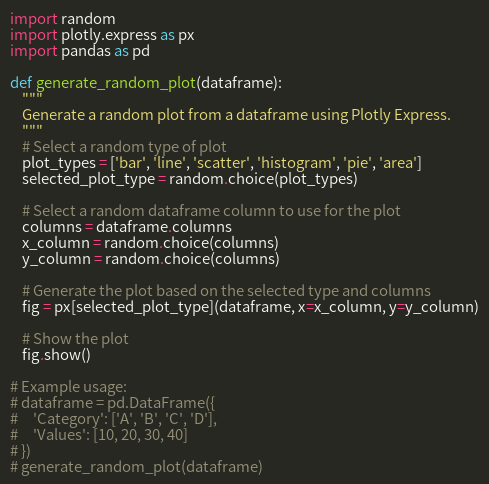 import random
import plotly.express as px
import pandas as pd

def generate_random_plot(dataframe):
    """
    Generate a random plot from a dataframe using Plotly Express.
    """
    # Select a random type of plot
    plot_types = ['bar', 'line', 'scatter', 'histogram', 'pie', 'area']
    selected_plot_type = random.choice(plot_types)

    # Select a random dataframe column to use for the plot
    columns = dataframe.columns
    x_column = random.choice(columns)
    y_column = random.choice(columns)

    # Generate the plot based on the selected type and columns
    fig = px[selected_plot_type](dataframe, x=x_column, y=y_column)

    # Show the plot
    fig.show()

# Example usage:
# dataframe = pd.DataFrame({
#     'Category': ['A', 'B', 'C', 'D'],
#     'Values': [10, 20, 30, 40]
# })
# generate_random_plot(dataframe)